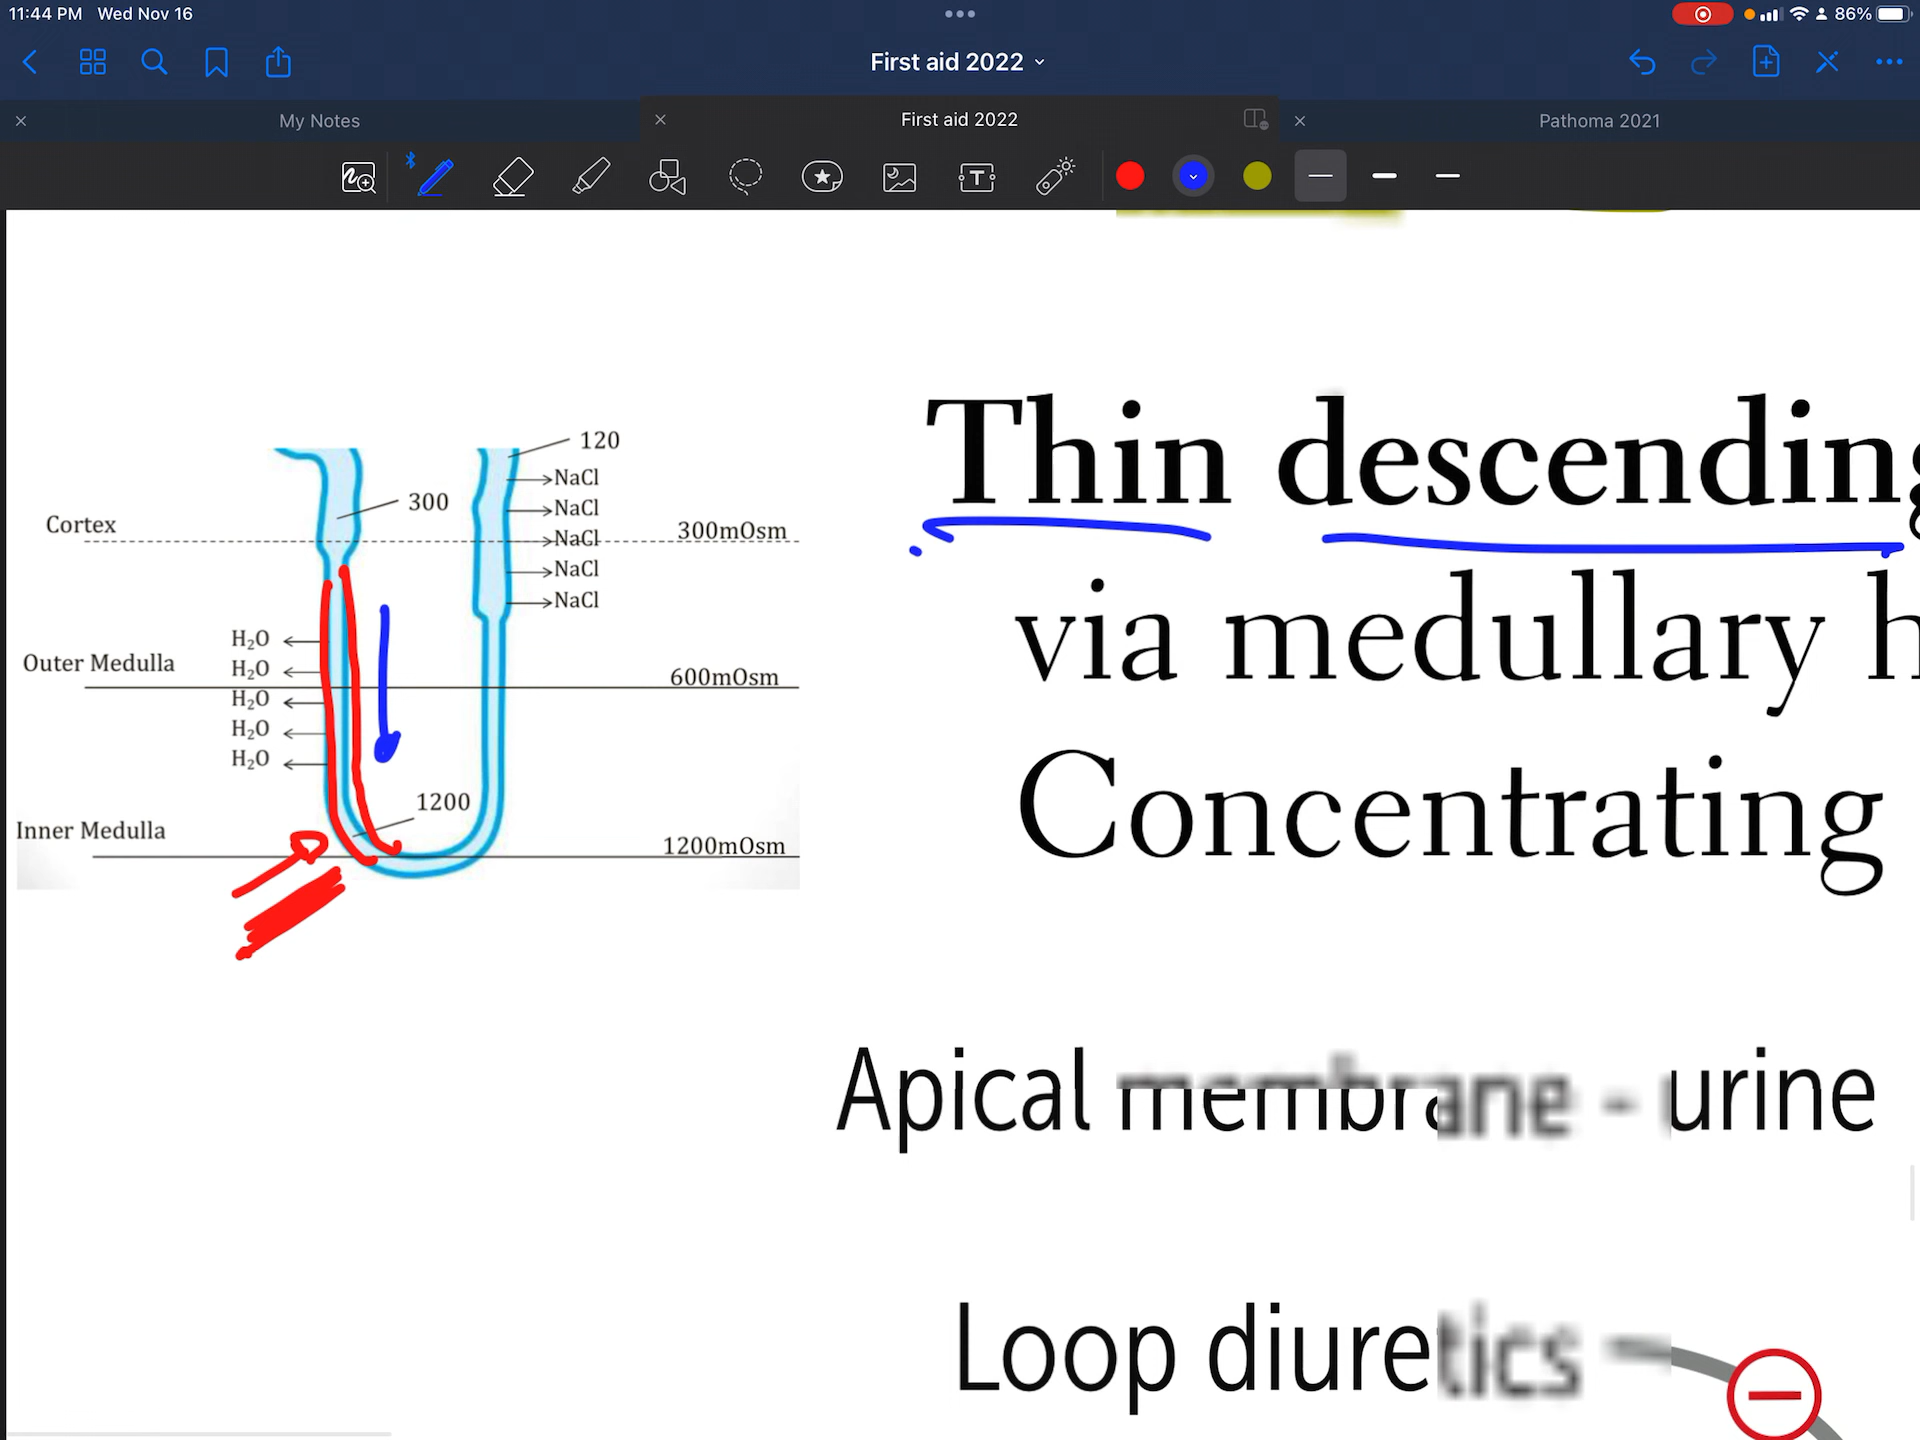 11:44 PM Wed Nov 16
86%
First aid 2022
My Notes
First aid 2022
Pathoma 2021
T
120
NaCl
300
NaCl
Cortex
NaCl
300mOsm
NaCl
NaCl
H₂O
Outer Medulla
H₂O
600mOsm
H₂O
H₂O
H₂O
1200
Inner Medulla
1200mOsm
Thin descending
via medullary h
Concentrating
Apical membrane - urine
Loop diuretics